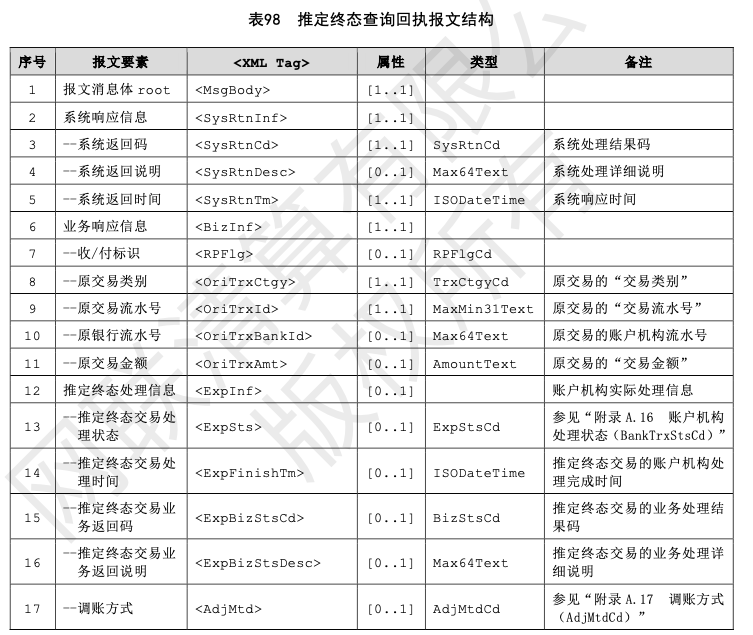 表98　推定终态查询回执报文结构
序号 报文要素 <XML Tag> 属性 类型 备注
1 报文消息体 root <MsgBody> [1..1]
2 系统响应信息 <SysRtnInf> [1..1]
3 --系统返回码 <SysRtnCd> [1..1] SysRtnCd 系统处理结果码
4 --系统返回说明 <SysRtnDesc> [0..1] Max64Text 系统处理详细说明
5 --系统返回时间 <SysRtnTm> [1..1] ISODateTime 系统响应时间
6 业务响应信息 <BizInf> [1..1]
7 --收/付标识 <RPFlg> [0..1] RPFlgCd
8 --原交易类别 <OriTrxCtgy> [1..1] TrxCtgyCd 原交易的“交易类别”
9 --原交易流水号 <OriTrxId> [1..1] MaxMin31Text 原交易的“交易流水号”
10 --原银行流水号 <OriTrxBankId> [0..1] Max64Text 原交易的账户机构流水号
11 --原交易金额 <OriTrxAmt> [0..1] AmountText 原交易的“交易金额”
12 推定终态处理信息 <ExpInf> [0..1] 账户机构实际处理信息
13 --推定终态交易处理状态 <ExpSts> [0..1] ExpStsCd 参见“附录 A.16　账户机构处理状态（BankTrxStsCd）”
14 --推定终态交易处理时间 <ExpFinishTm> [0..1] ISODateTime 推定终态交易的账户机构处理完成时间
15 --推定终态交易业务返回码 <ExpBizStsCd> [0..1] BizStsCd 推定终态交易的业务处理结果码
16 --推定终态交易业务返回说明 <ExpBizStsDesc> [0..1] Max64Text 推定终态交易的业务处理详细说明
17 --调账方式 <AdjMtd> [0..1] AdjMtdCd 参见“附录 A.17　调账方式（AdjMtdCd）”
网联清算有限公
版权所有